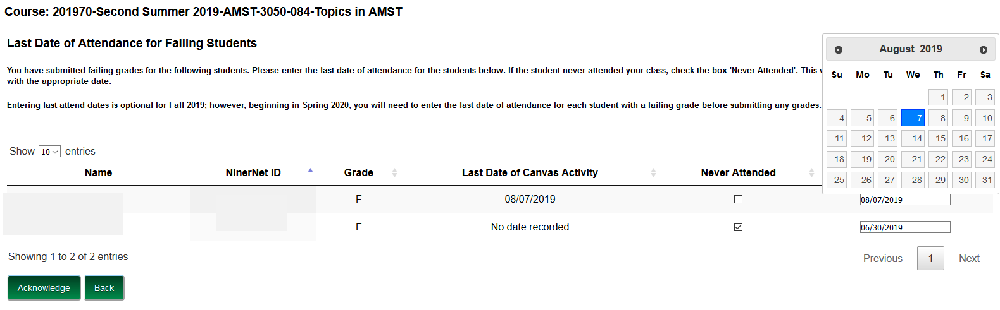 Course: 201970-Second Summer 2019-AMST-3050-084-Topics in AMST
Last Date of Attendance for Failing Students
You have submitted failing grades for the following students. Please enter the last date of attendance for the students below. If the student never attended your class, check the box 'Never Attended'. This
with the appropriate date.
Entering last attend dates is optional for Fall 2019; however, beginning in Spring 2020, you will need to enter the last date of attendance for each student with a failing grade before submitting any grades.
August 2019
Su Mo Tu We Th Fr Sa
1 2 3
4 5 6 7 8 9 10
11 12 13 14 15 16 17
18 19 20 21 22 23 24
25 26 27 28 29 30 31
Show 10 entries
Name NinerNet ID Grade Last Date of Canvas Activity Never Attended
F 08/07/2019 08/07/2019
F No date recorded 06/30/2019
Showing 1 to 2 of 2 entries
Previous 1 Next
Acknowledge Back